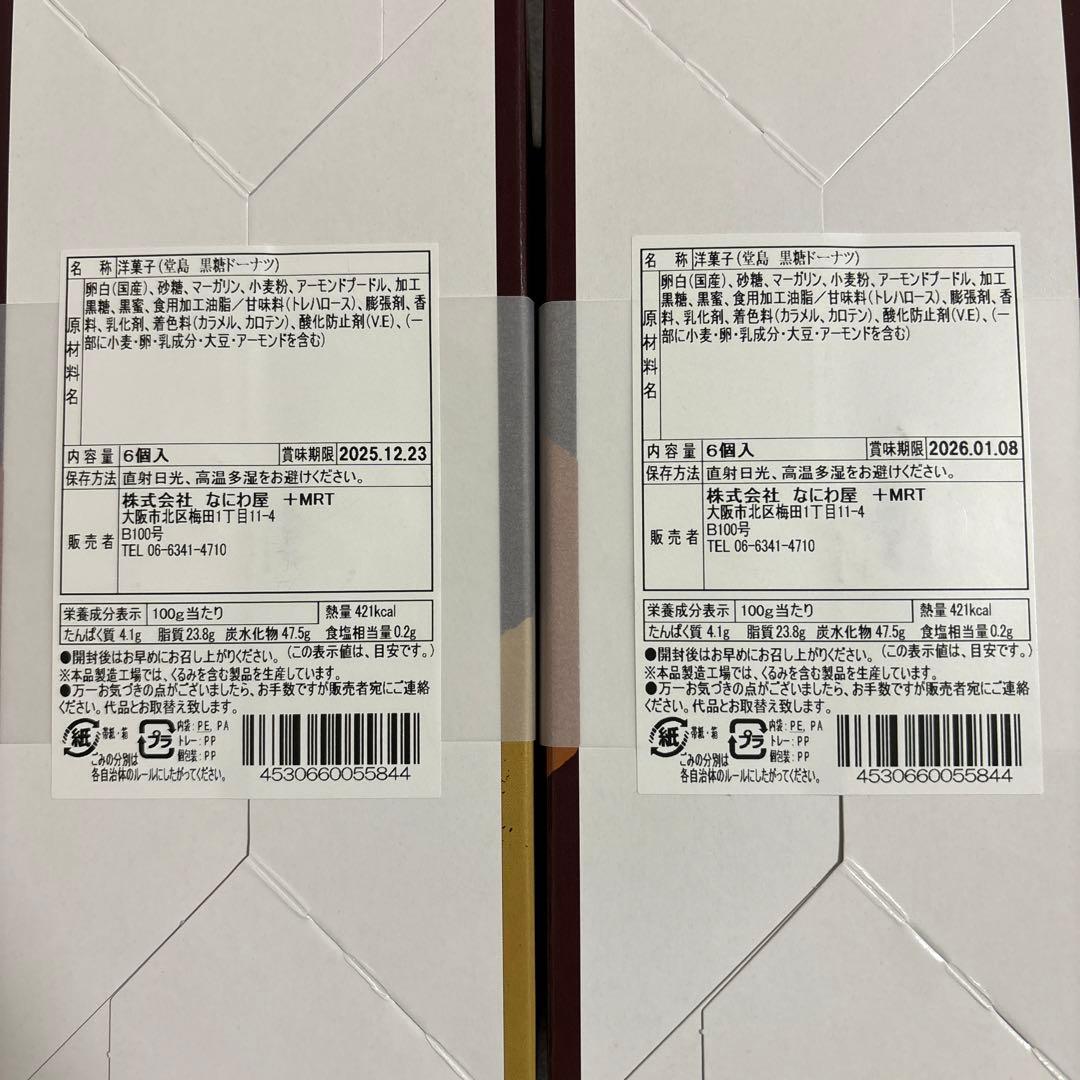 名 称 洋菓子(堂島 黒糖ドーナツ)
原材料名
卵白(国産)、砂糖、マーガリン、小麦粉、アーモンドプードル、加工
黒糖、黒蜜、食用加工油脂／甘味料(トレハロース)、膨張剤、香
料、乳化剤、着色料(カラメル、カロテン)、酸化防止剤(V.E)、(一
部に小麦・卵・乳成分・大豆・アーモンドを含む)
内容量 6個入 賞味期限 2025.12.23
保存方法 直射日光、高温多湿をお避けください。
販売者
株式会社 なにわ屋 +MRT
大阪市北区梅田1丁目11-4
B100号
TEL 06-6341-4710
栄養成分表示 100g当たり 熱量 421kcal
たんぱく質 4.1g 脂質 23.8g 炭水化物 47.5g 食塩相当量 0.2g
●開封後はお早めにお召し上がりください。(この表示値は、目安です。)
※本品製造工場では、くるみを含む製品を生産しています。
●万一お気づきの点がございましたら、お手数ですが販売者宛にご連絡
ください。代品とお取替え致します。
紙 帯紙・箱 プラ 内袋:PE, PA
トレー:PP
個包装:PP
ごみの分別は
各自治体のルールにしたがってください。
4530660055844
名 称 洋菓子(堂島 黒糖ドーナツ)
原材料名
卵白(国産)、砂糖、マーガリン、小麦粉、アーモンドプードル、加工
黒糖、黒蜜、食用加工油脂／甘味料(トレハロース)、膨張剤、香
料、乳化剤、着色料(カラメル、カロテン)、酸化防止剤(V.E)、(一
部に小麦・卵・乳成分・大豆・アーモンドを含む)
内容量 6個入 賞味期限 2026.01.08
保存方法 直射日光、高温多湿をお避けください。
販売者
株式会社 なにわ屋 +MRT
大阪市北区梅田1丁目11-4
B100号
TEL 06-6341-4710
栄養成分表示 100g当たり 熱量 421kcal
たんぱく質 4.1g 脂質 23.8g 炭水化物 47.5g 食塩相当量 0.2g
●開封後はお早めにお召し上がりください。(この表示値は、目安です。)
※本品製造工場では、くるみを含む製品を生産しています。
●万一お気づきの点がございましたら、お手数ですが販売者宛にご連絡
ください。代品とお取替え致します。
紙 帯紙・箱 プラ 内袋:PE, PA
トレー:PP
個包装:PP
ごみの分別は
各自治体のルールにしたがってください。
4530660055844